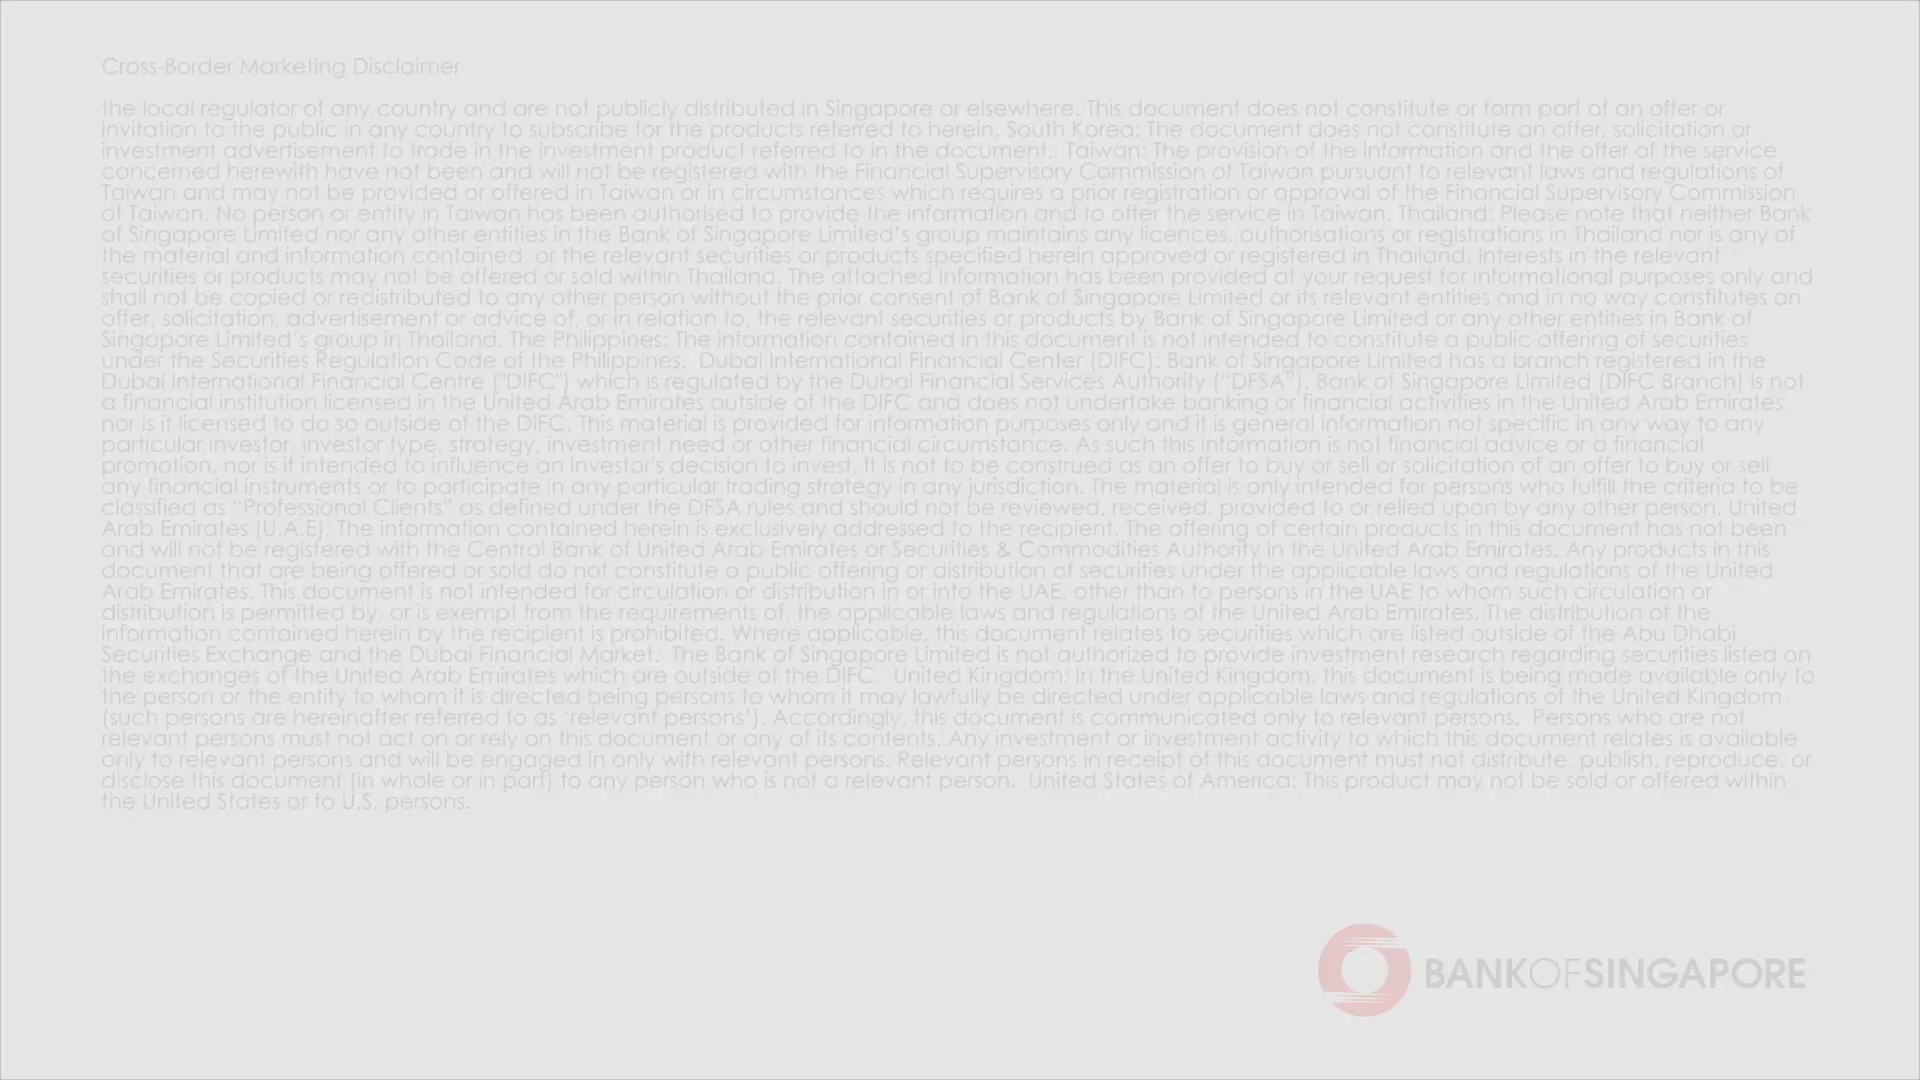 Cross-Border Marketing Disclaimer
the local regulator of any country and are not publicly distributed in Singapore or elsewhere. This document does not constitute or form part of an offer or
invitation to the public in any country to subscribe for the products referred to herein. South Korea: The document does not constitute an offer, solicitation or
investment advertisement to trade in the investment product referred to in the document.  Taiwan: The provision of the information and the offer of the service
concerned herewith have not been and will not be registered with the Financial Supervisory Commission of Taiwan pursuant to relevant laws and regulations of
Taiwan and may not be provided or offered in Taiwan or in circumstances which requires a prior registration or approval of the Financial Supervisory Commission
of Taiwan. No person or entity in Taiwan has been authorised to provide the information and to offer the service in Taiwan. Thailand: Please note that neither Bank
of Singapore Limited nor any other entities in the Bank of Singapore Limited’s group maintains any licences, authorisations or registrations in Thailand nor is any of
the material and information contained, or the relevant securities or products specified herein approved or registered in Thailand. Interests in the relevant
securities or products may not be offered or sold within Thailand. The attached information has been provided at your request for informational purposes only and
shall not be copied or redistributed to any other person without the prior consent of Bank of Singapore Limited or its relevant entities and in no way constitutes an
offer, solicitation, advertisement or advice of, or in relation to, the relevant securities or products by Bank of Singapore Limited or any other entities in Bank of
Singapore Limited’s group in Thailand. The Philippines: The information contained in this document is not intended to constitute a public offering of securities
under the Securities Regulation Code of the Philippines.  Dubai International Financial Center (DIFC): Bank of Singapore Limited has a branch registered in the
Dubai International Financial Centre ("DIFC") which is regulated by the Dubai Financial Services Authority (“DFSA”). Bank of Singapore Limited (DIFC Branch) is not
a financial institution licensed in the United Arab Emirates outside of the DIFC and does not undertake banking or financial activities in the United Arab Emirates
nor is it licensed to do so outside of the DIFC. This material is provided for information purposes only and it is general information not specific in any way to any
particular investor, investor type, strategy, investment need or other financial circumstance. As such this information is not financial advice or a financial
promotion, nor is it intended to influence an investor's decision to invest. It is not to be construed as an offer to buy or sell or solicitation of an offer to buy or sell
any financial instruments or to participate in any particular trading strategy in any jurisdiction. The material is only intended for persons who fulfill the criteria to be
classified as “Professional Clients” as defined under the DFSA rules and should not be reviewed, received, provided to or relied upon by any other person. United
Arab Emirates (U.A.E): The information contained herein is exclusively addressed to the recipient. The offering of certain products in this document has not been
and will not be registered with the Central Bank of United Arab Emirates or Securities & Commodities Authority in the United Arab Emirates. Any products in this
document that are being offered or sold do not constitute a public offering or distribution of securities under the applicable laws and regulations of the United
Arab Emirates. This document is not intended for circulation or distribution in or into the UAE, other than to persons in the UAE to whom such circulation or
distribution is permitted by, or is exempt from the requirements of, the applicable laws and regulations of the United Arab Emirates. The distribution of the
information contained herein by the recipient is prohibited. Where applicable, this document relates to securities which are listed outside of the Abu Dhabi
Securities Exchange and the Dubai Financial Market.  The Bank of Singapore Limited is not authorized to provide investment research regarding securities listed on
the exchanges of the United Arab Emirates which are outside of the DIFC.  United Kingdom: In the United Kingdom, this document is being made available only to
the person or the entity to whom it is directed being persons to whom it may lawfully be directed under applicable laws and regulations of the United Kingdom
(such persons are hereinafter referred to as ‘relevant persons’). Accordingly, this document is communicated only to relevant persons.  Persons who are not
relevant persons must not act on or rely on this document or any of its contents. Any investment or investment activity to which this document relates is available
only to relevant persons and will be engaged in only with relevant persons. Relevant persons in receipt of this document must not distribute, publish, reproduce, or
disclose this document (in whole or in part) to any person who is not a relevant person.  United States of America: This product may not be sold or offered within
the United States or to U.S. persons.
BANKOFSINGAPORE